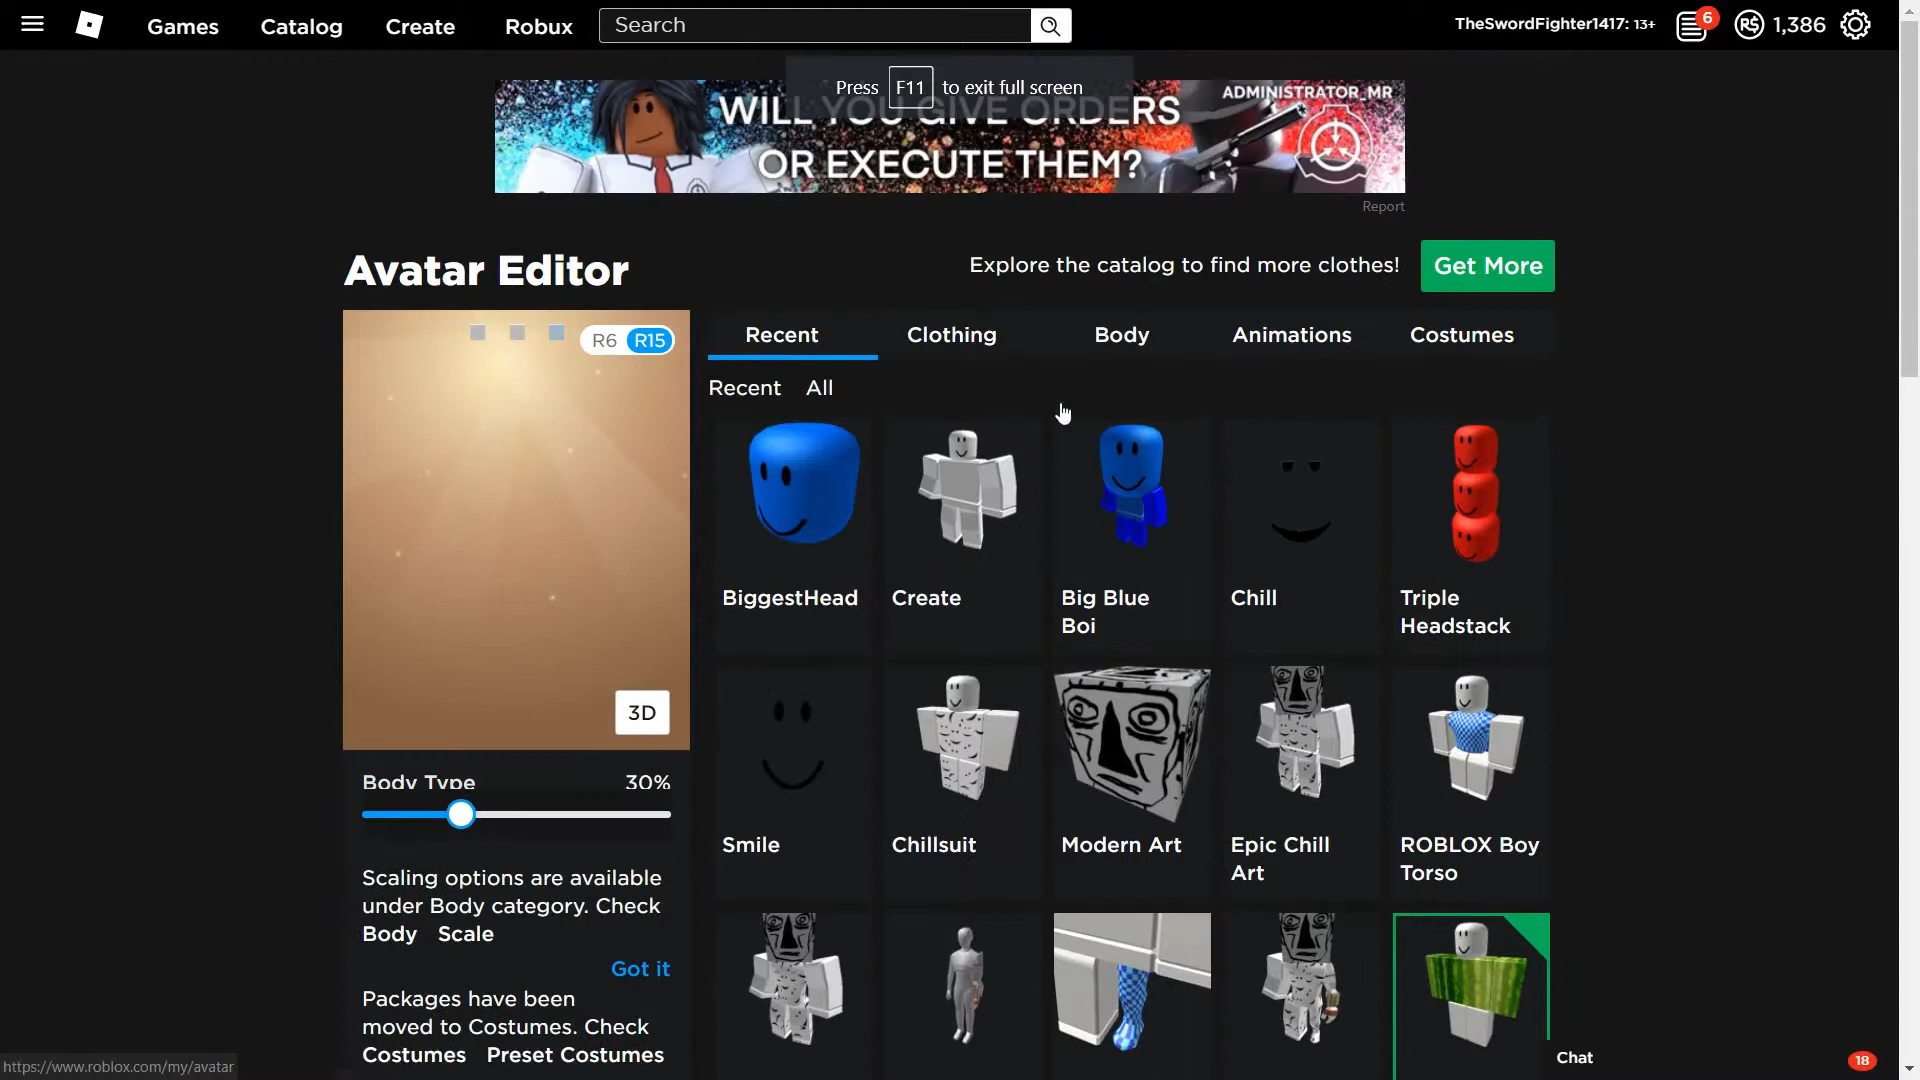 Games Catalog Create Robux Search TheSwordFighter1417: 13+ 6 1,386
Press F11 to exit full screen
ADMINISTRATOR_MR
WILL YOU GIVE ORDERS
OR EXECUTE THEM?
Report
Avatar Editor
Explore the catalog to find more clothes! Get More
R6 R15
Recent Clothing Body Animations Costumes
Recent All
BiggestHead
Create
Big Blue
Boi
Chill
Triple
Headstack
3D
Body Type 30%
Smile
Chillsuit
Modern Art
Epic Chill
Art
ROBLOX Boy
Torso
Scaling options are available
under Body category. Check
Body Scale
Got it
Packages have been
moved to Costumes. Check
Costumes Preset Costumes
Chat 18
https://www.roblox.com/my/avatar